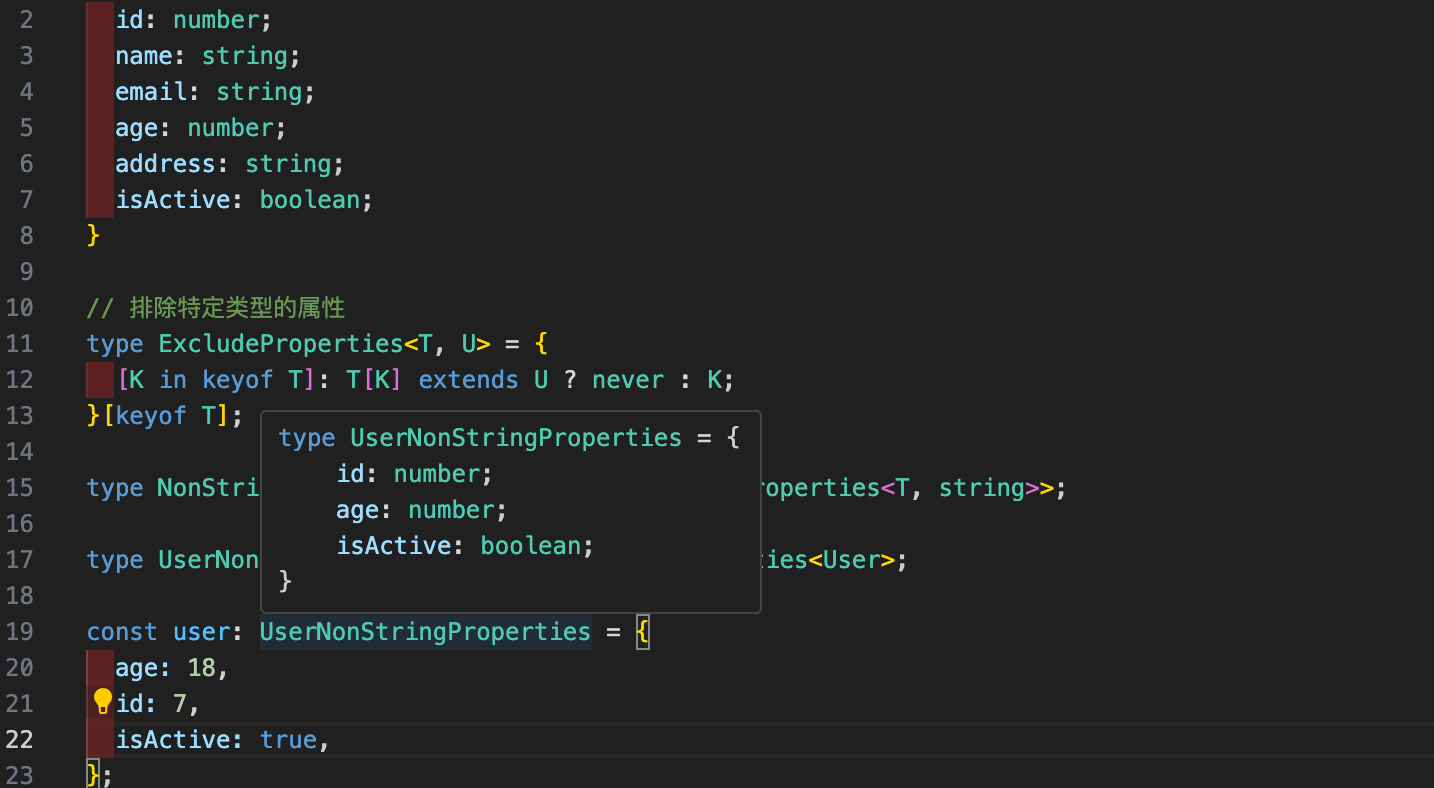 2 id: number;
3 name: string;
4 email: string;
5 age: number;
6 address: string;
7 isActive: boolean;
8 }
9
10 // 排除特定类型的属性
11 type ExcludeProperties<T, U> = {
12 [K in keyof T]: T[K] extends U ? never : K;
13 }[keyof T];
type UserNonStringProperties = {
id: number;
age: number;
isActive: boolean;
}
14
15 type NonStri roperties<T, string>>;
16
17 type UserNon ies<User>;
18
19 const user: UserNonStringProperties = {
20 age: 18,
21 id: 7,
22 isActive: true,
23 };